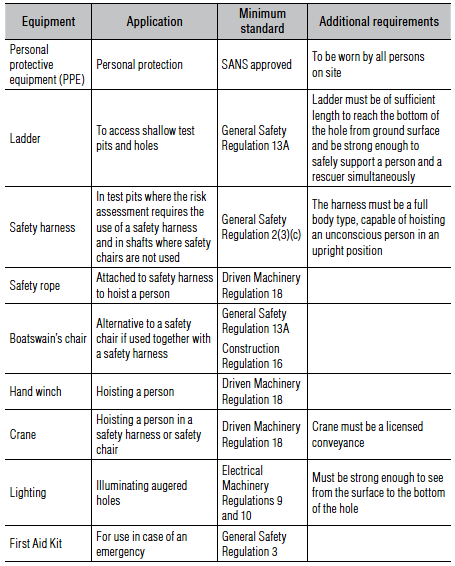 Equipment
Application
Minimum
standard
Additional requirements
Personal
protective
equipment (PPE)
Personal protection
SANS approved
To be worn by all persons
on site
Ladder
To access shallow test
pits and holes
General Safety
Regulation 13A
Ladder must be of sufficient
length to reach the bottom of
the hole from ground surface
and be strong enough to
safely support a person and a
rescuer simultaneously
Safety harness
In test pits where the risk
assessment requires the
use of a safety harness
and in shafts where safety
chairs are not used
General Safety
Regulation 2(3)(c)
The harness must be a full
body type, capable of hoisting
an unconscious person in an
upright position
Safety rope
Attached to safety harness
to hoist a person
Driven Machinery
Regulation 18
Boatswain's chair
Alternative to a safety
chair if used together with
a safety harness
General Safety
Regulation 13A
Construction
Regulation 16
Hand winch
Hoisting a person
Driven Machinery
Regulation 18
Crane
Hoisting a person in a
safety harness or safety
chair
Driven Machinery
Regulation 18
Crane must be a licensed
conveyance
Lighting
Illuminating augered
holes
Electrical
Machinery
Regulations 9
and 10
Must be strong enough to see
from the surface to the bottom
of the hole
First Aid Kit
For use in case of an
emergency
General Safety
Regulation 3